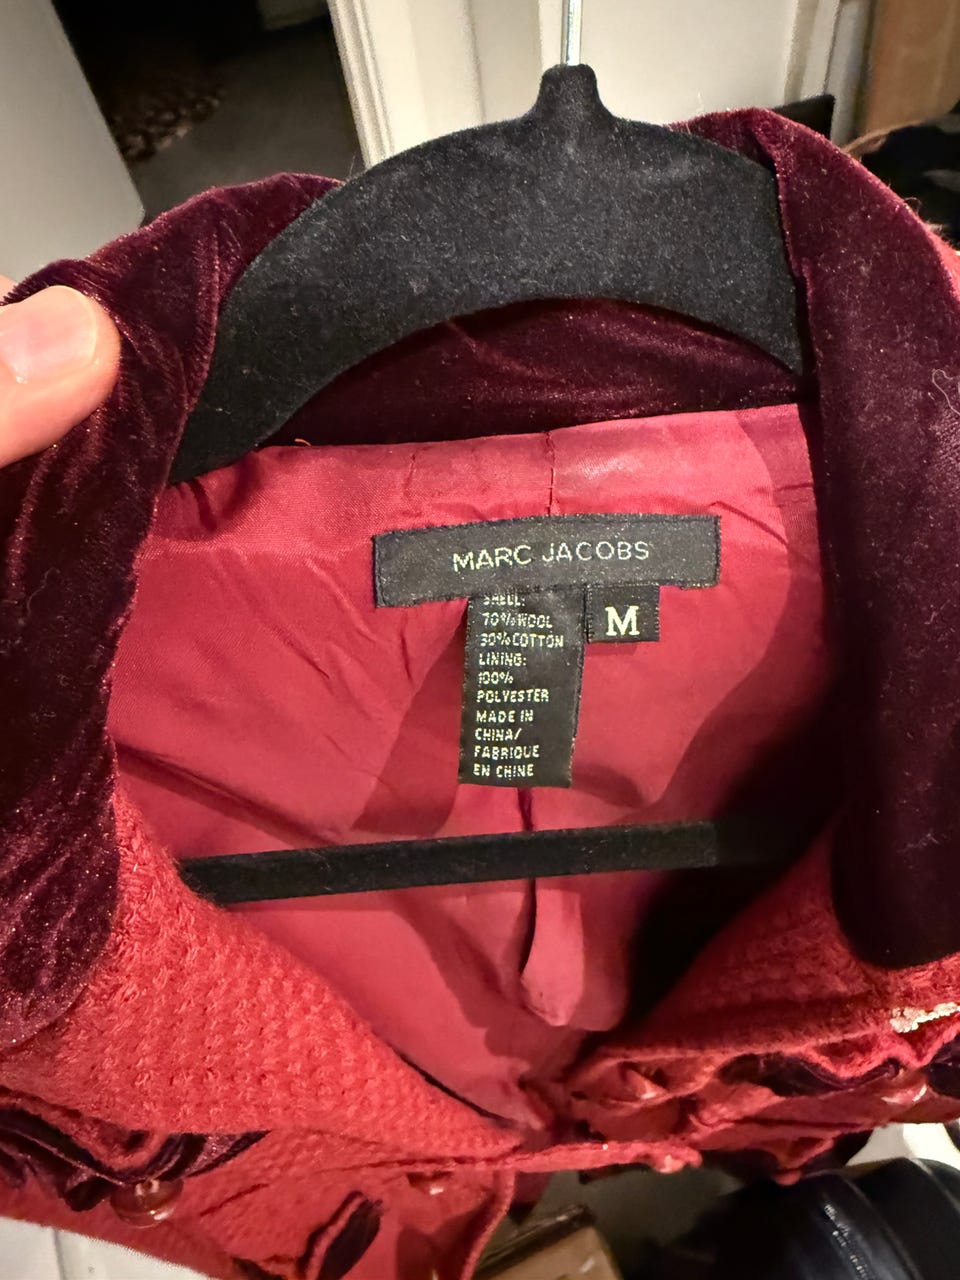 MARC JACOBS
M
SHELL:
70% WOOL
30% COTTON
LINING:
100%
POLYESTER
MADE IN
CHINA/
FABRIQUE
EN CHINE